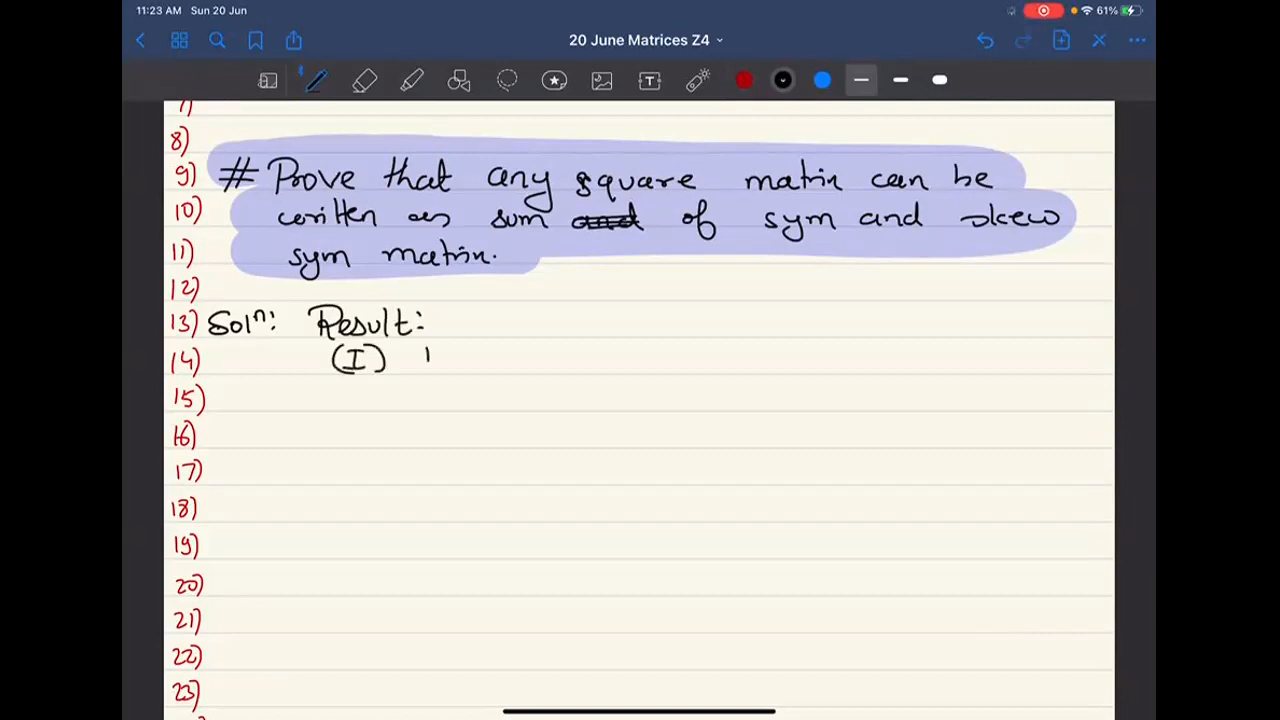 11:23 AM Sun 20 Jun
61%
20 June Matrices Z4
7)
8)
9) # Prove that any square matrix can be
10) written as sum of sym and skew
11) sym matrix.
12)
13) Solⁿ: Result:
14) (I)
15)
16)
17)
18)
19)
20)
21)
22)
23)